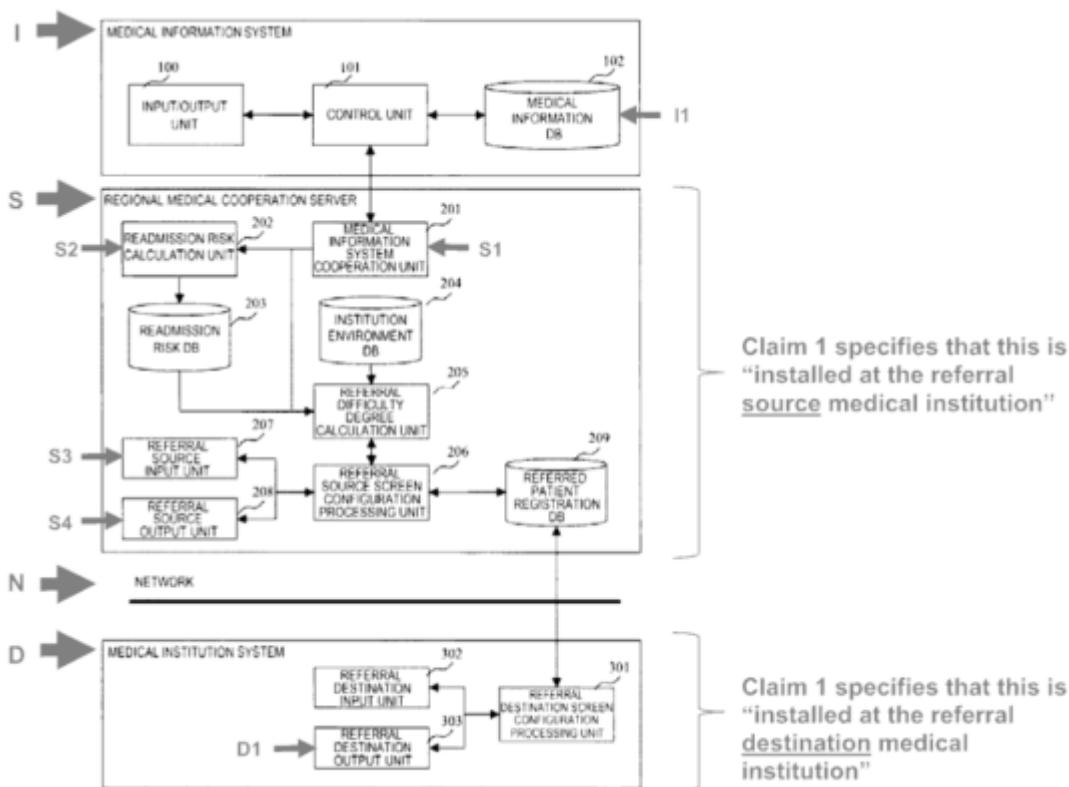 I
MEDICAL INFORMATION SYSTEM
100
INPUT/OUTPUT
UNIT
101
CONTROL UNIT
102
MEDICAL
INFORMATION
DB
I1
S
REGIONAL MEDICAL COOPERATION SERVER
202
READMISSION RISK
CALCULATION UNIT
S2
201
MEDICAL
INFORMATION
SYSTEM
COOPERATION UNIT
S1
203
READMISSION
RISK DB
204
INSTITUTION
ENVIRONMENT
DB
205
REFERRAL
DIFFICULTY
DEGREE
CALCULATION UNIT
207
S3
REFERRAL
SOURCE
INPUT UNIT
206
REFERRAL
SOURCE SCREEN
CONFIGURATION
PROCESSING UNIT
209
REFERRED
PATIENT
REGISTRATION
DB
208
S4
REFERRAL
SOURCE
OUTPUT UNIT
Claim 1 specifies that this is
“installed at the referral
source medical institution”
N
NETWORK
D
MEDICAL INSTITUTION SYSTEM
302
REFERRAL
DESTINATION
INPUT UNIT
301
REFERRAL
DESTINATION SCREEN
CONFIGURATION
PROCESSING UNIT
303
D1
REFERRAL
DESTINATION
OUTPUT UNIT
Claim 1 specifies that this is
“installed at the referral
destination medical
institution”